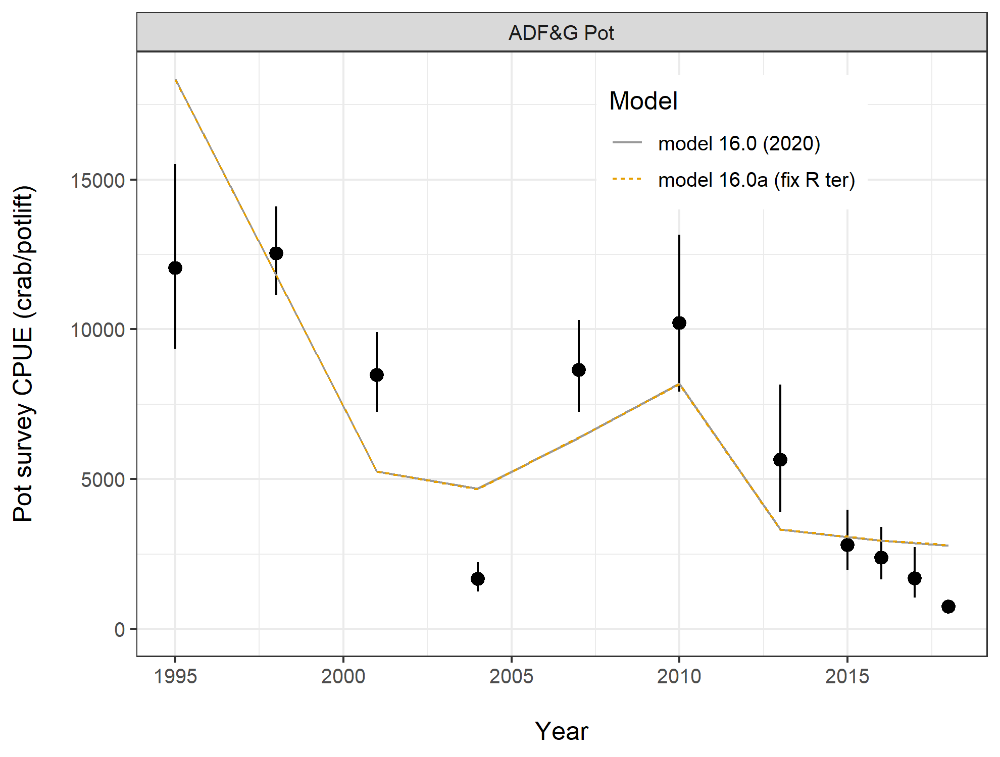 ADF&G Pot
Model
model 16.0 (2020)
model 16.0a (fix R ter)
Pot survey CPUE (crab/potlift)
15000
10000
5000
0
1995 2000 2005 2010 2015
Year